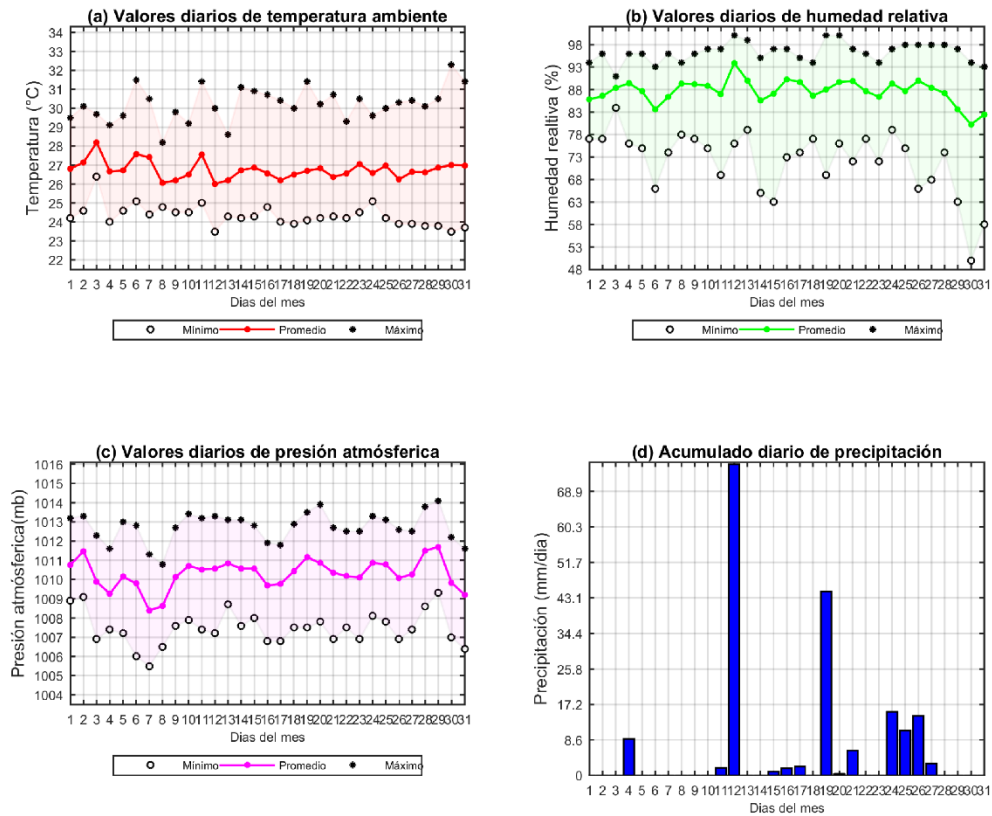 (a) Valores diarios de temperatura ambiente
34
33
32
31
30
29
28
27
26
25
24
23
22
Temperatura (°C)
1 2 3 4 5 6 7 8 9 10 11 12 13 14 15 16 17 18 19 20 21 22 23 24 25 26 27 28 29 30 31
Dias del mes
Minimo Promedio Máximo
(b) Valores diarios de humedad relativa
98
93
88
83
78
73
68
63
58
53
48
Humedad realtiva (%)
1 2 3 4 5 6 7 8 9 10 11 12 13 14 15 16 17 18 19 20 21 22 23 24 25 26 27 28 29 30 31
Dias del mes
Minimo Promedio Máximo
(c) Valores diarios de presión atmósferica
1016
1015
1014
1013
1012
1011
1010
1009
1008
1007
1006
1005
1004
Presión atmósferica(mb)
1 2 3 4 5 6 7 8 9 10 11 12 13 14 15 16 17 18 19 20 21 22 23 24 25 26 27 28 29 30 31
Dias del mes
Minimo Promedio Máximo
(d) Acumulado diario de precipitación
68.9
60.3
51.7
43.1
34.4
25.8
17.2
8.6
0
Precipitación (mm/dia)
1 2 3 4 5 6 7 8 9 10 11 12 13 14 15 16 17 18 19 20 21 22 23 24 25 26 27 28 29 30 31
Dias del mes